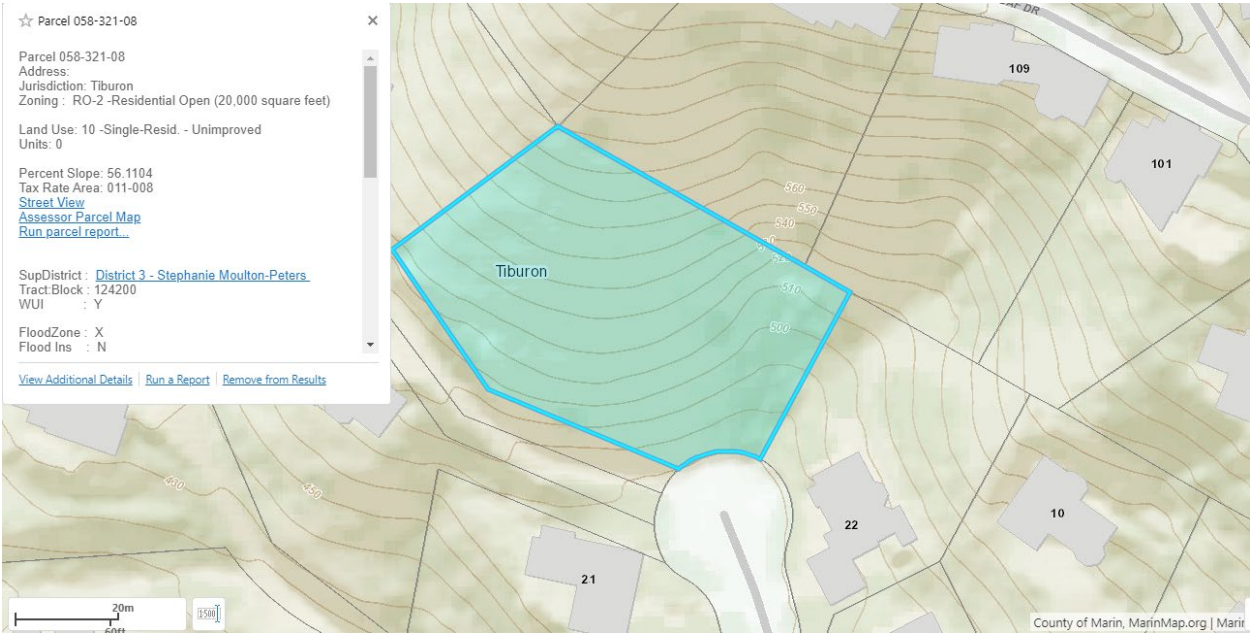 Parcel 058-321-08
Parcel 058-321-08
Address:
Jurisdiction: Tiburon
Zoning : RO-2 -Residential Open (20,000 square feet)
Land Use: 10 -Single-Resid. - Unimproved
Units: 0
Percent Slope: 56.1104
Tax Rate Area: 011-008
Street View
Assessor Parcel Map
Run parcel report...
SupDistrict : District 3 - Stephanie Moulton-Peters
Tract:Block : 124200
WUI : Y
FloodZone : X
Flood Ins : N
View Additional Details
Run a Report
Remove from Results
DR
109
101
560
550
540
510
500
Tiburon
430
450
22
10
21
20m
60ft
1500
County of Marin, MarinMap.org | Marin